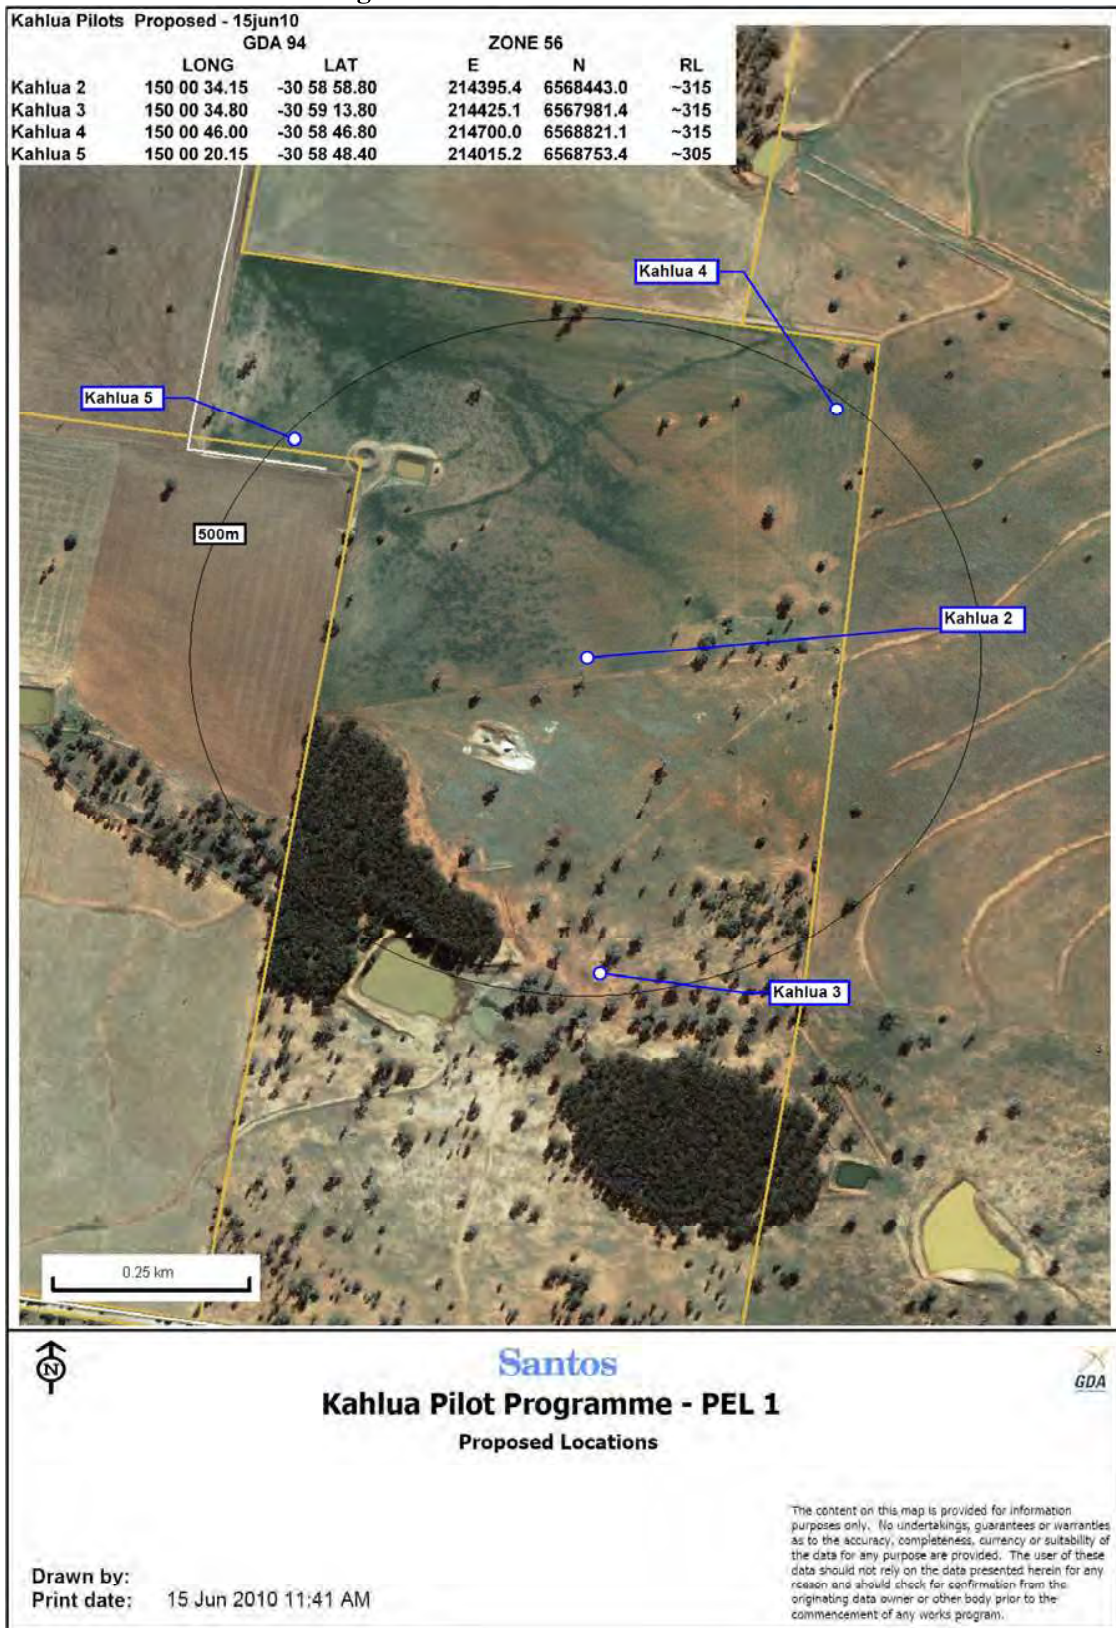 Kahlua Pilots Proposed - 15jun10
GDA 94 ZONE 56
LONG LAT E N RL
Kahlua 2 150 00 34.15 -30 58 58.80 214395.4 6568443.0 ~315
Kahlua 3 150 00 34.80 -30 59 13.80 214425.1 6567981.4 ~315
Kahlua 4 150 00 46.00 -30 58 46.80 214700.0 6568821.1 ~315
Kahlua 5 150 00 20.15 -30 58 48.40 214015.2 6568753.4 ~305
Kahlua 4
Kahlua 5
500m
Kahlua 2
Kahlua 3
0.25 km
N
Santos
GDA
Kahlua Pilot Programme - PEL 1
Proposed Locations
The content on this map is provided for information
purposes only. No undertakings, guarantees or warranties
as to the accuracy, completeness, currency or suitability of
the data for any purpose are provided. The user of these
data should not rely on the data presented herein for any
reason and should check for confirmation from the
originating data owner or other body prior to the
commencement of any works program.
Drawn by:
Print date: 15 Jun 2010 11:41 AM